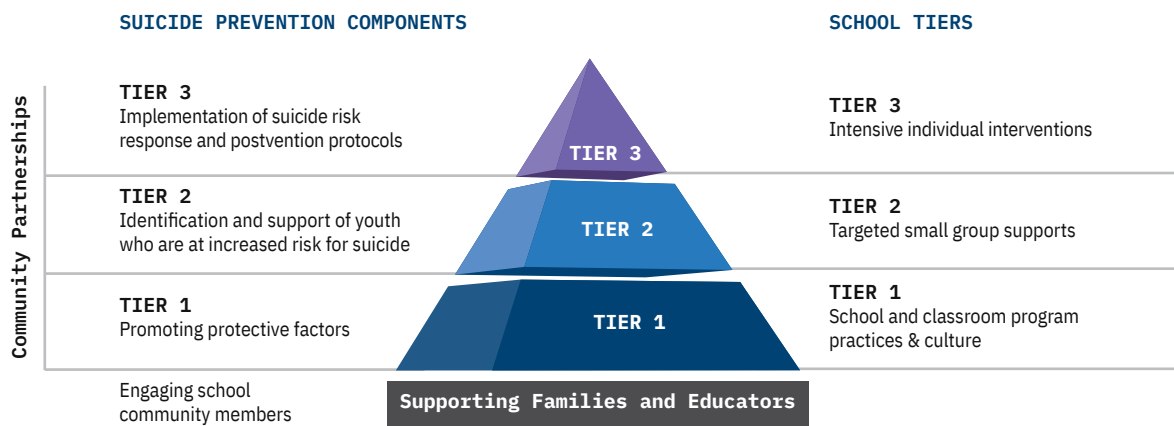 SUICIDE PREVENTION COMPONENTS
SCHOOL TIERS
Community Partnerships
TIER 3
Implementation of suicide risk
response and postvention protocols
TIER 3
TIER 3
Intensive individual interventions
TIER 2
Identification and support of youth
who are at increased risk for suicide
TIER 2
TIER 2
Targeted small group supports
TIER 1
Promoting protective factors
TIER 1
TIER 1
School and classroom program
practices & culture
Engaging school
community members
Supporting Families and Educators